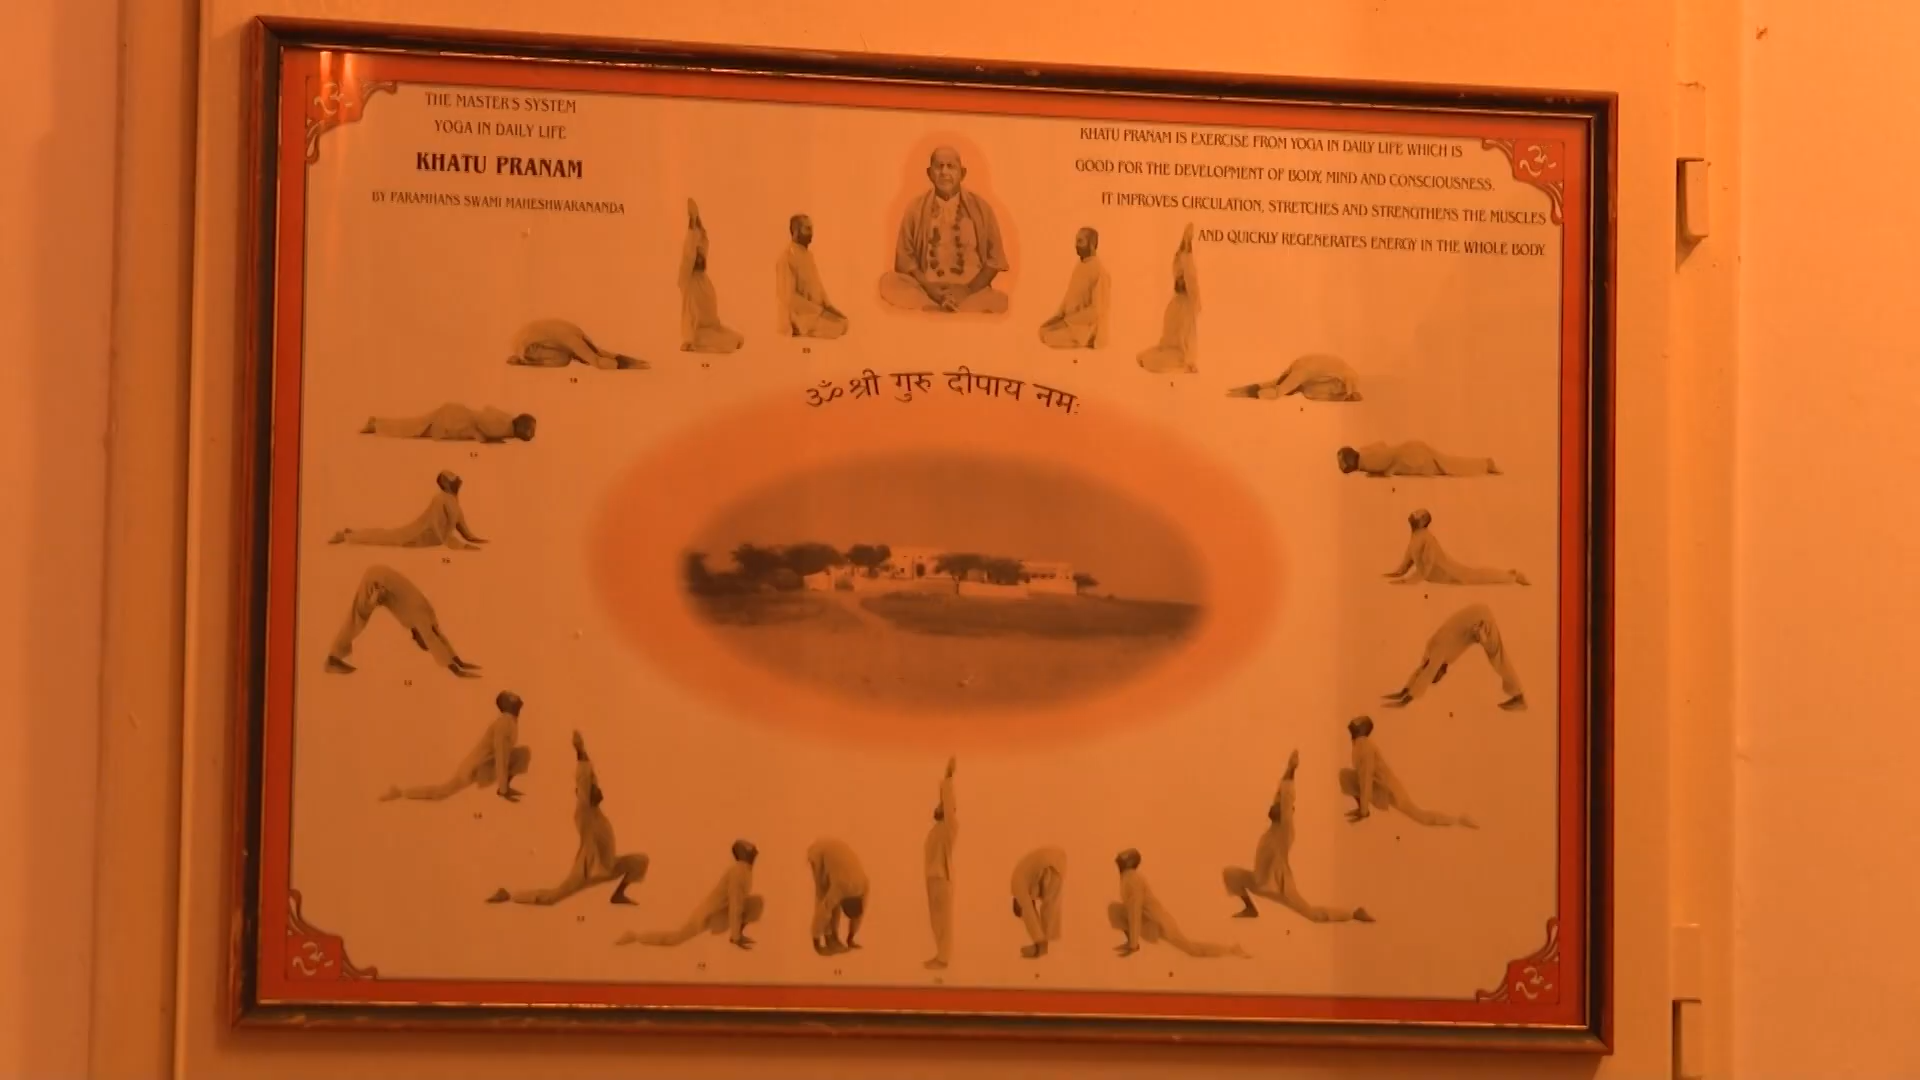 THE MASTER'S SYSTEM
YOGA IN DAILY LIFE
KHATU PRANAM
BY PARAMHANS SWAMI MAHESHWARANANDA
KHATU PRANAM IS EXERCISE FROM YOGA IN DAILY LIFE WHICH IS
GOOD FOR THE DEVELOPMENT OF BODY, MIND AND CONSCIOUSNESS.
IT IMPROVES CIRCULATION, STRETCHES AND STRENGTHENS THE MUSCLES
AND QUICKLY REGENERATES ENERGY IN THE WHOLE BODY.
ॐ श्री गुरु दीपाय नमः